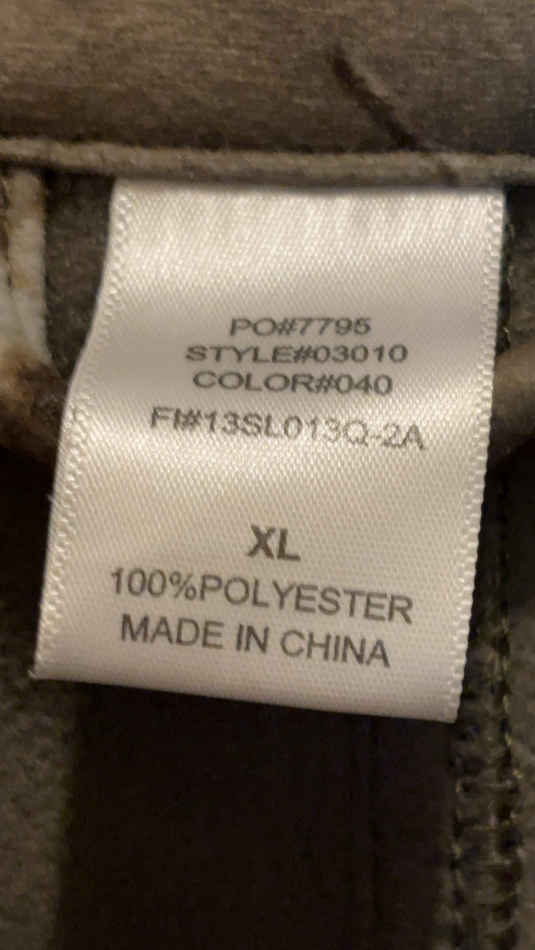 PO#7795
STYLE#03010
COLOR#040
FI#13SL013Q-2A
XL
100%POLYESTER
MADE IN CHINA